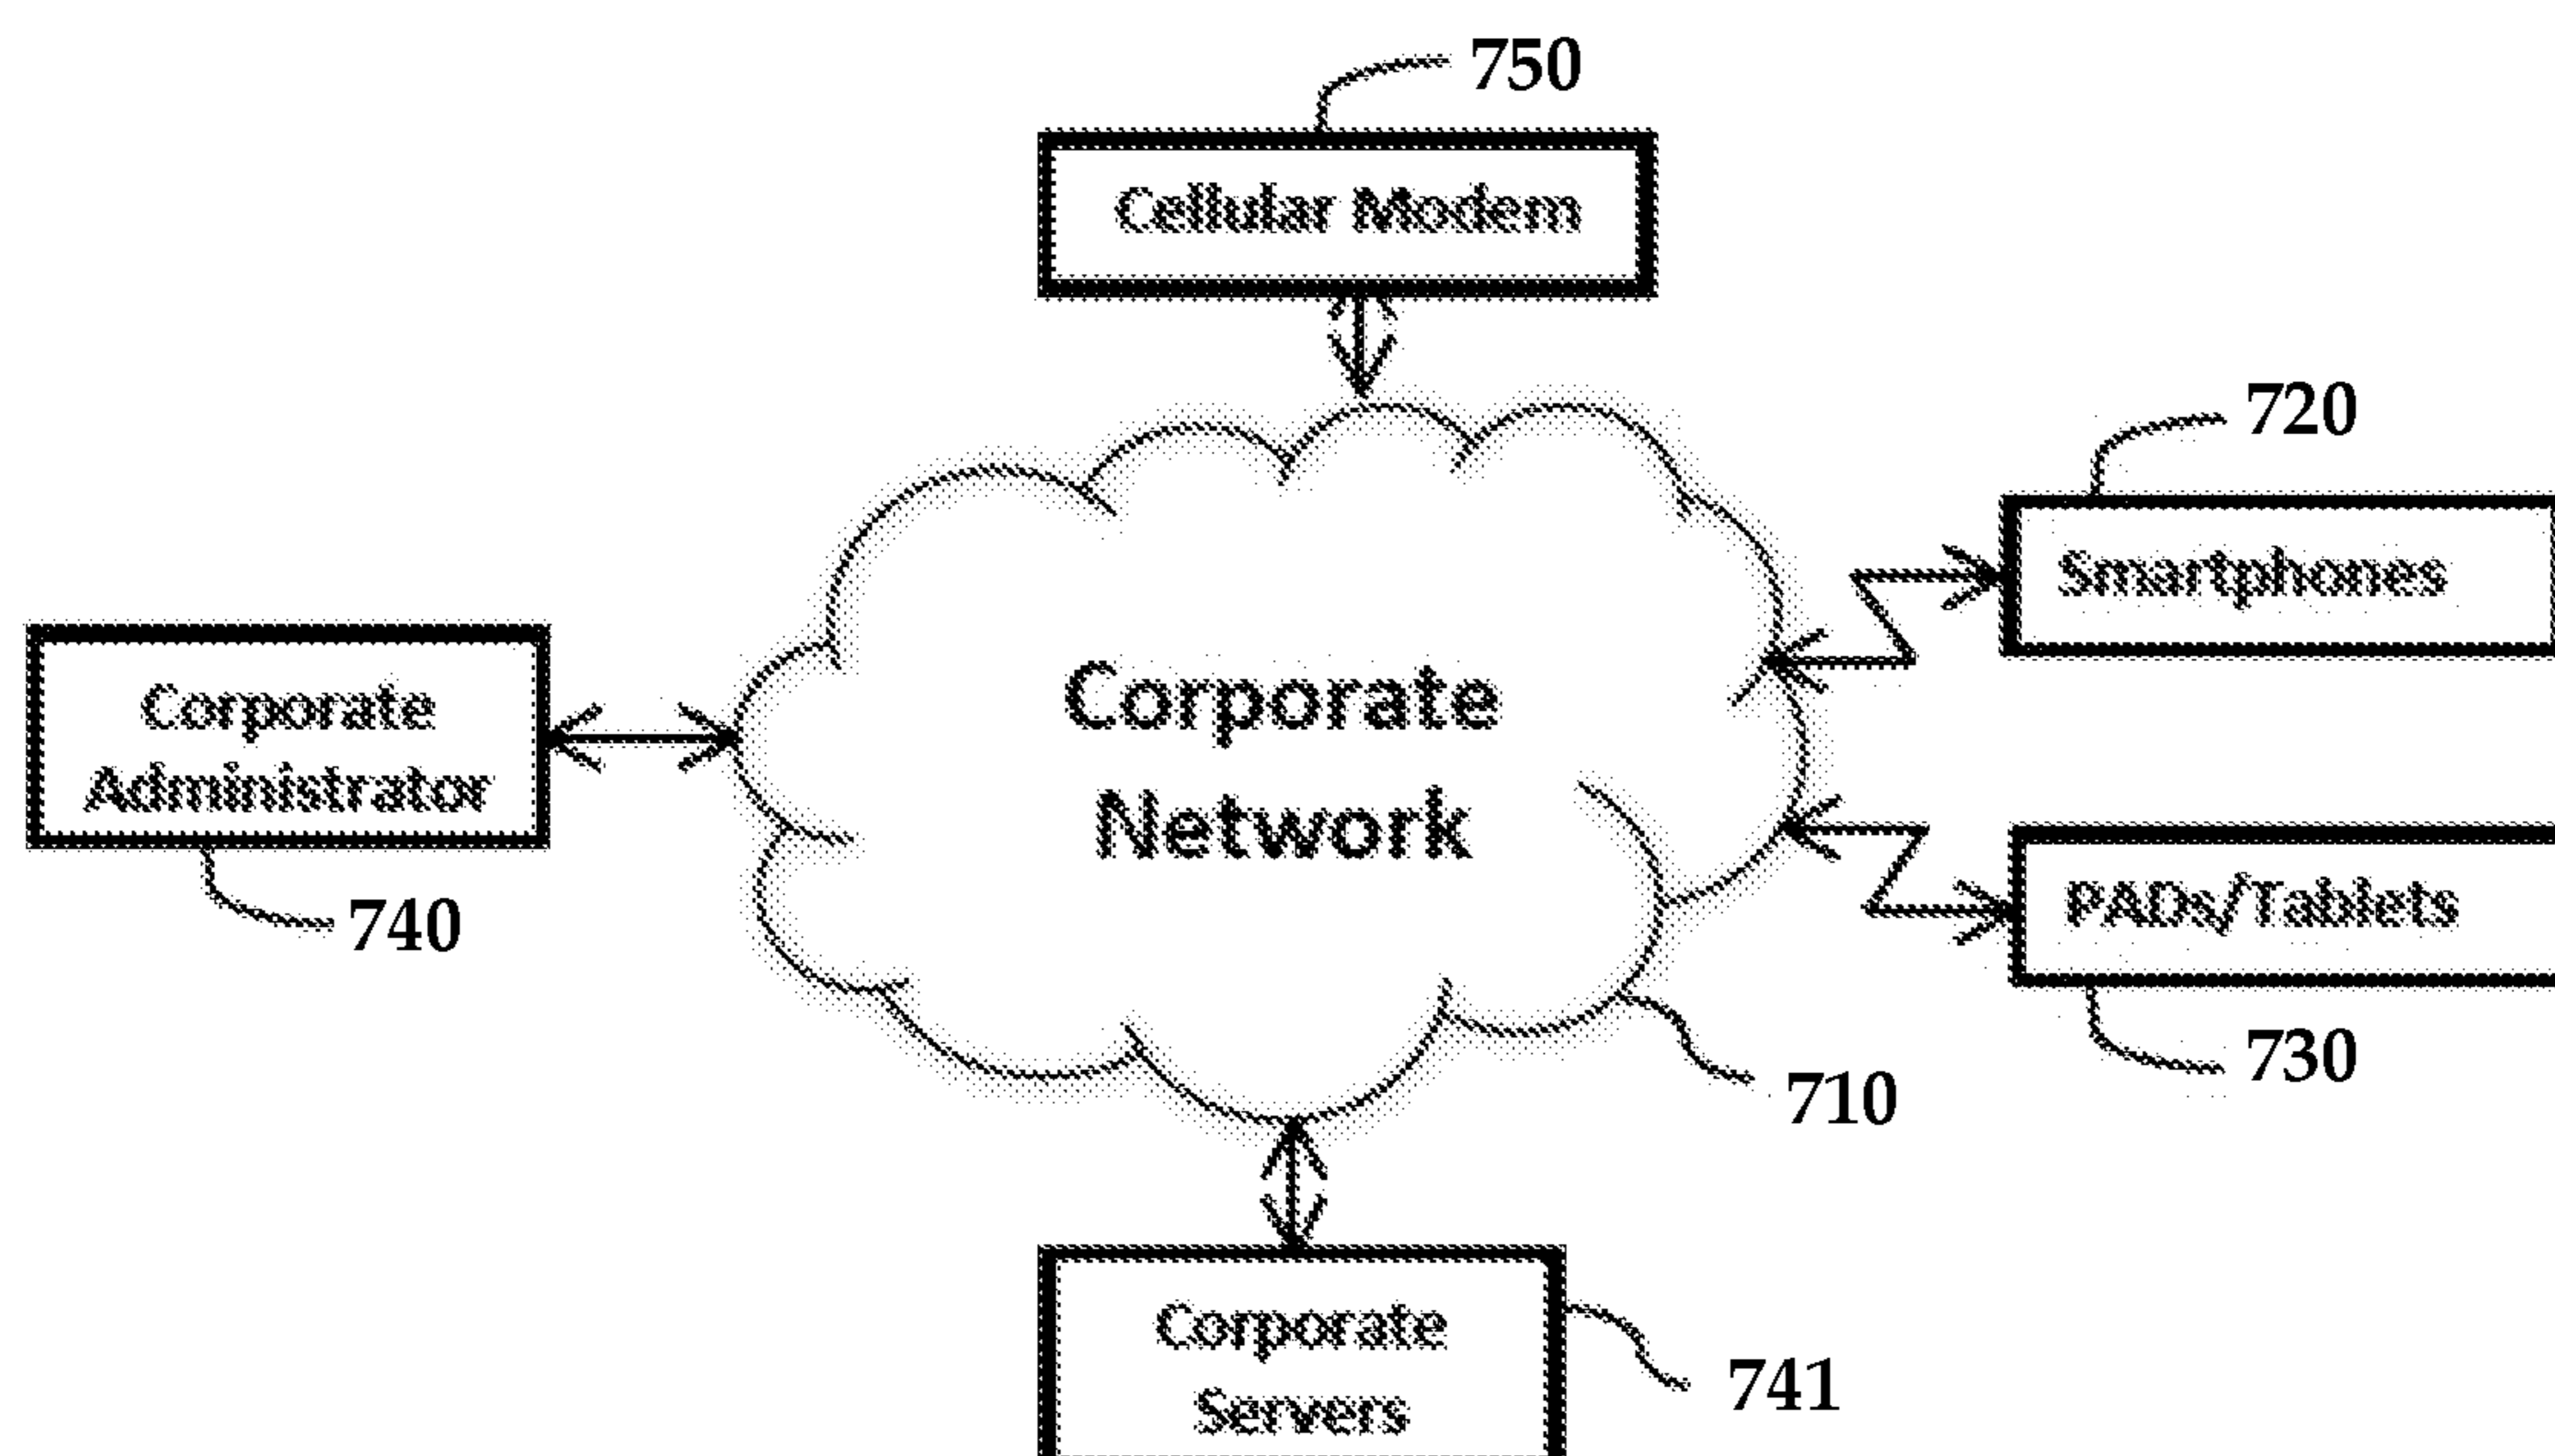 750
Cellular Modem
720
Smartphones
Corporate
Administrator
740
Corporate
Network
PADs/Tablets
730
710
Corporate
Servers
741